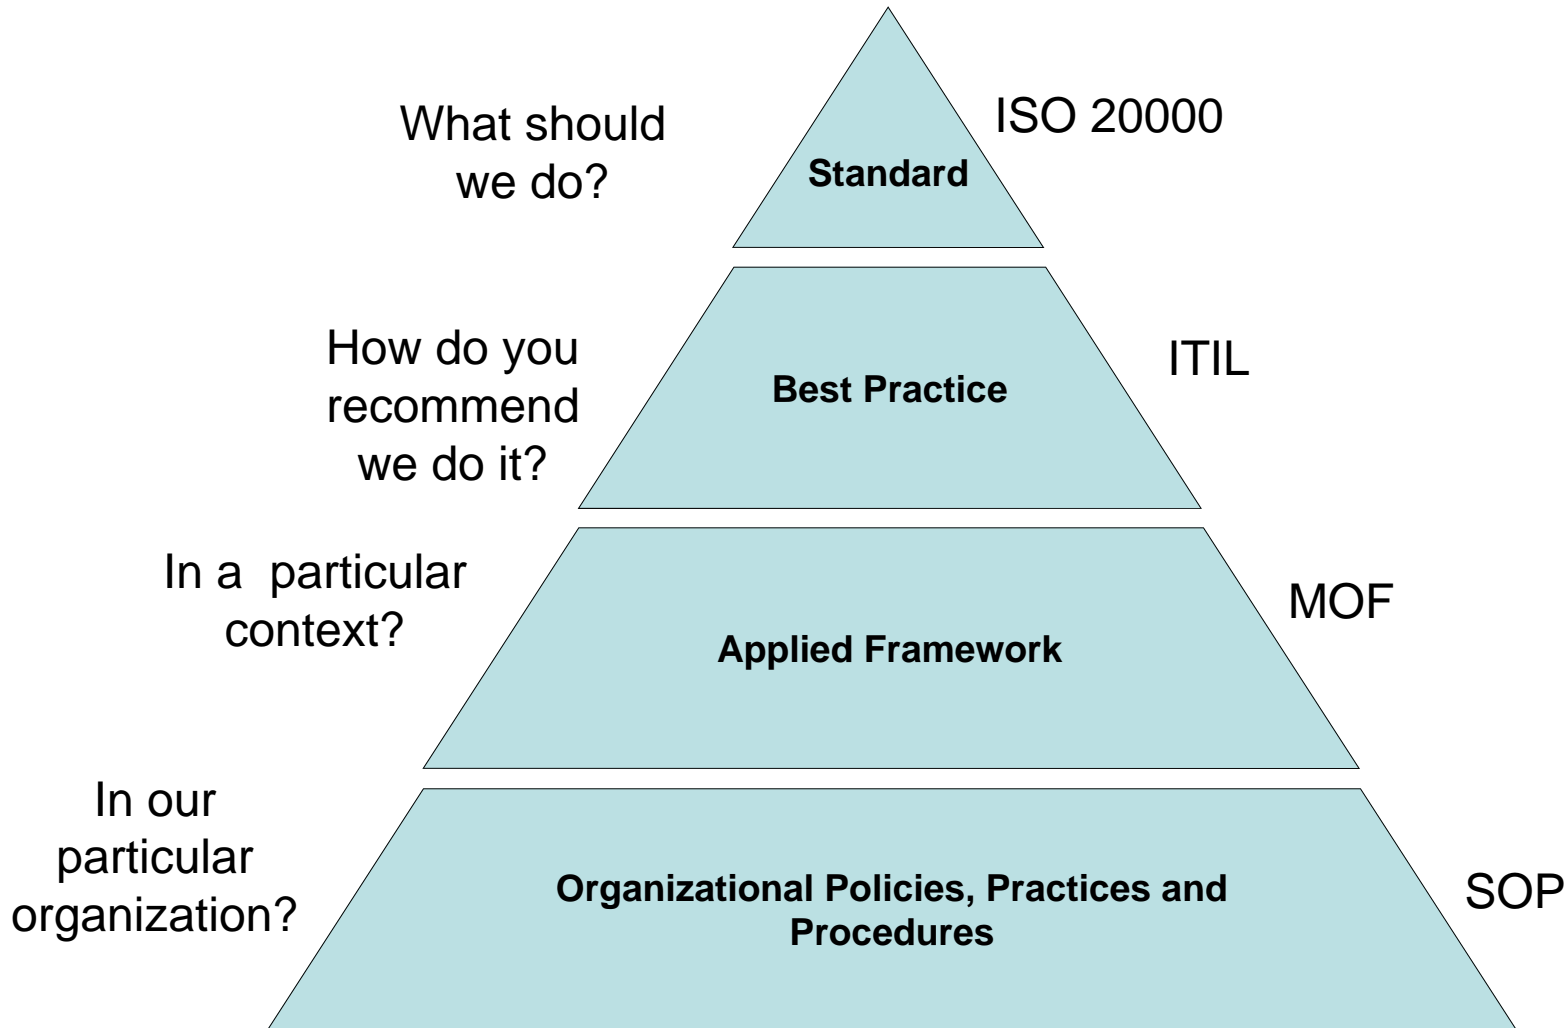 What should
we do?
Standard
ISO 20000
How do you
recommend
we do it?
Best Practice
ITIL
In a  particular
context?
Applied Framework
MOF
In our
particular
organization?
Organizational Policies, Practices and
Procedures
SOP